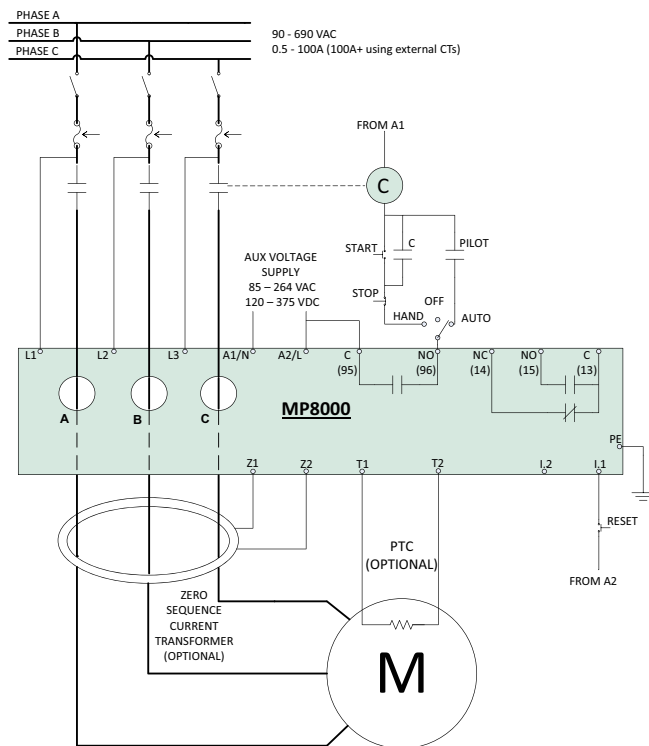 PHASE A
PHASE B
PHASE C
90 - 690 VAC
0.5 - 100A (100A+ using external CTs)
FROM A1
C
START
C
PILOT
AUX VOLTAGE
SUPPLY
85 – 264 VAC
120 – 375 VDC
STOP
OFF
HAND
AUTO
L1
L2
L3
A1/N
A2/L
C
(95)
NO
(96)
NC
(14)
NO
(15)
C
(13)
A
B
C
MP8000
PE
Z1
Z2
T1
T2
I.2
I.1
RESET
PTC
(OPTIONAL)
FROM A2
ZERO
SEQUENCE
CURRENT
TRANSFORMER
(OPTIONAL)
M